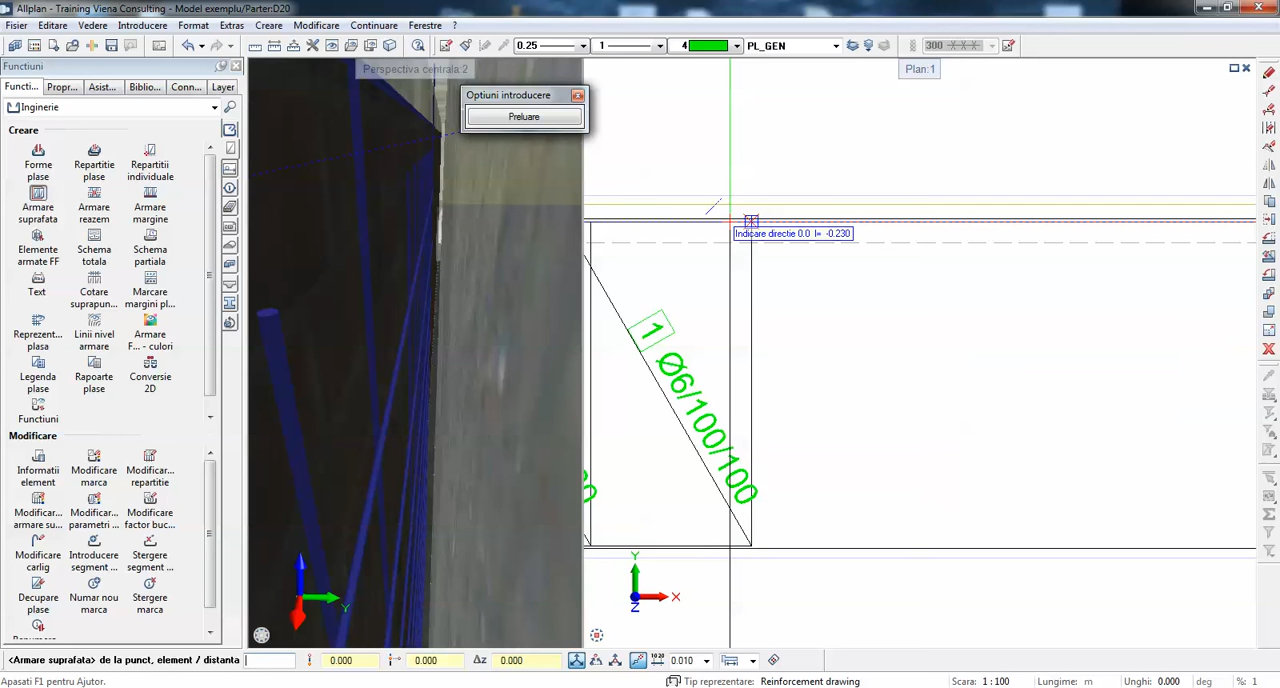 Allplan - Training Viena Consulting - Model exemplu/Parter:D20
Fisier Editare Vedere Introducere Format Extras Creare Modificare Continuare Ferestre ?
0.25 1 4 PL_GEN 300
Functiuni
Functi... Propr... Asist... Biblio... Conn... Layer
Inginerie
Creare
Forme plase
Repartitie plase
Repartitii individuale
Armare suprafata
Armare reazem
Armare margine
Elemente armate FF
Schema totala
Schema partiala
Text
Cotare suprapun...
Marcare margini pl...
Reprezent... plasa
Linii nivel armare
Armare F... - culori
Legenda plase
Rapoarte plase
Conversie 2D
Functiuni
Modificare
Informatii element
Modificare marca
Modificar... repartitie
Modificar... armare su...
Modificar... parametri ...
Modificare factor buc...
Modificare carlig
Introducere segment ...
Stergere segment ...
Decupare plase
Numar nou marca
Stergere marca
Perspectiva centrala:2
Plan:1
Optiuni introducere
Preluare
Indicare directie 0.0 l= -0.230
1 Ø6/100/100
Y
Y
X
Z
<Armare suprafata> de la punct, element / distanta 0.000 0.000 Δz 0.000 1020 0.010
Apasati F1 pentru Ajutor. Tip reprezentare: Reinforcement drawing Scara: 1 : 100 Lungime: m Unghi: 0.000 deg %: 1